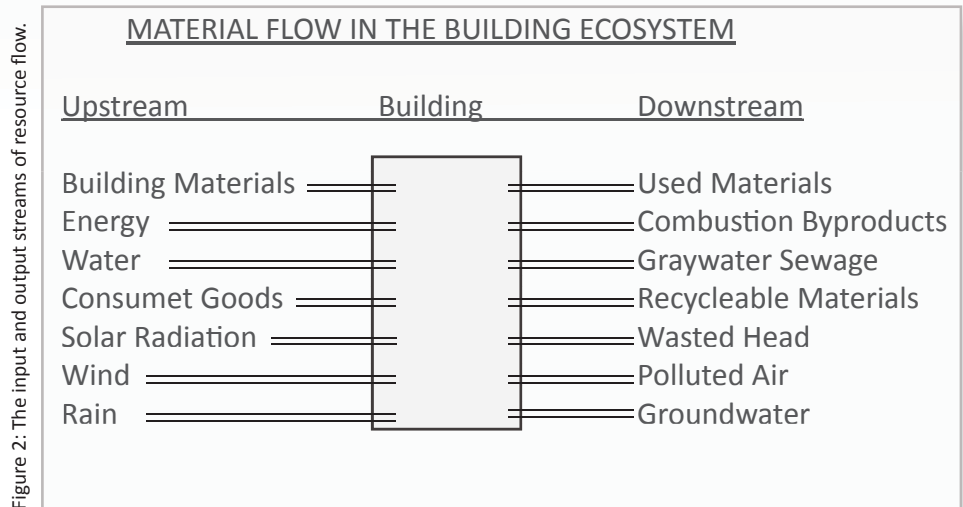 MATERIAL FLOW IN THE BUILDING ECOSYSTEM
Upstream Building Downstream
Building Materials Used Materials
Energy Combustion Byproducts
Water Graywater Sewage
Consumet Goods Recycleable Materials
Solar Radiation Wasted Head
Wind Polluted Air
Rain Groundwater
Figure 2: The input and output streams of resource flow.